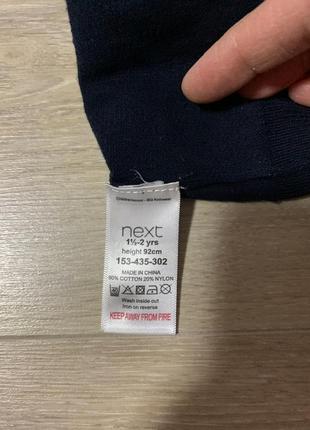 next
1½-2 yrs
height 92cm
153-435-302
MADE IN CHINA
80% COTTON 20% NYLON
Wash inside out
Iron on reverse
KEEP AWAY FROM FIRE